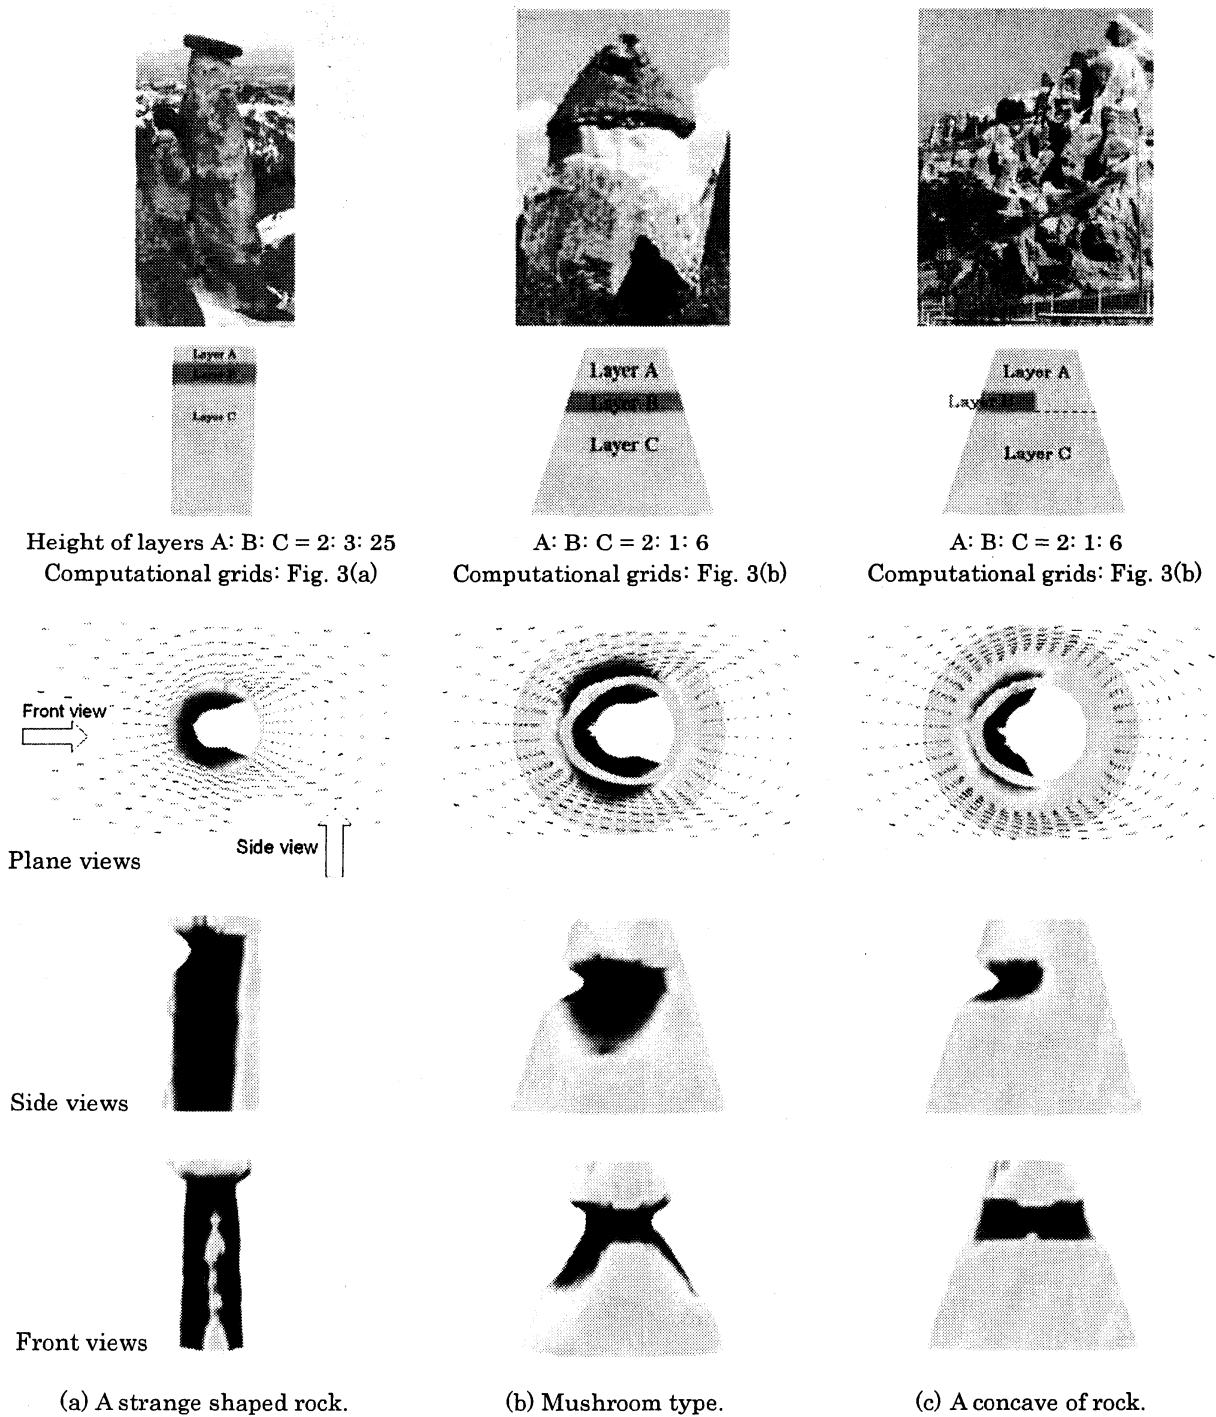 Layer A
Layer C
Layer A
Layer B
Layer C
Layer A
Layer C
Height of layers A: B: C = 2: 3: 25
Computational grids: Fig. 3(a)
A: B: C = 2: 1: 6
Computational grids: Fig. 3(b)
A: B: C = 2: 1: 6
Computational grids: Fig. 3(b)
Front view
Side view
Plane views
Side views
Front views
(a) A strange shaped rock.
(b) Mushroom type.
(c) A concave of rock.